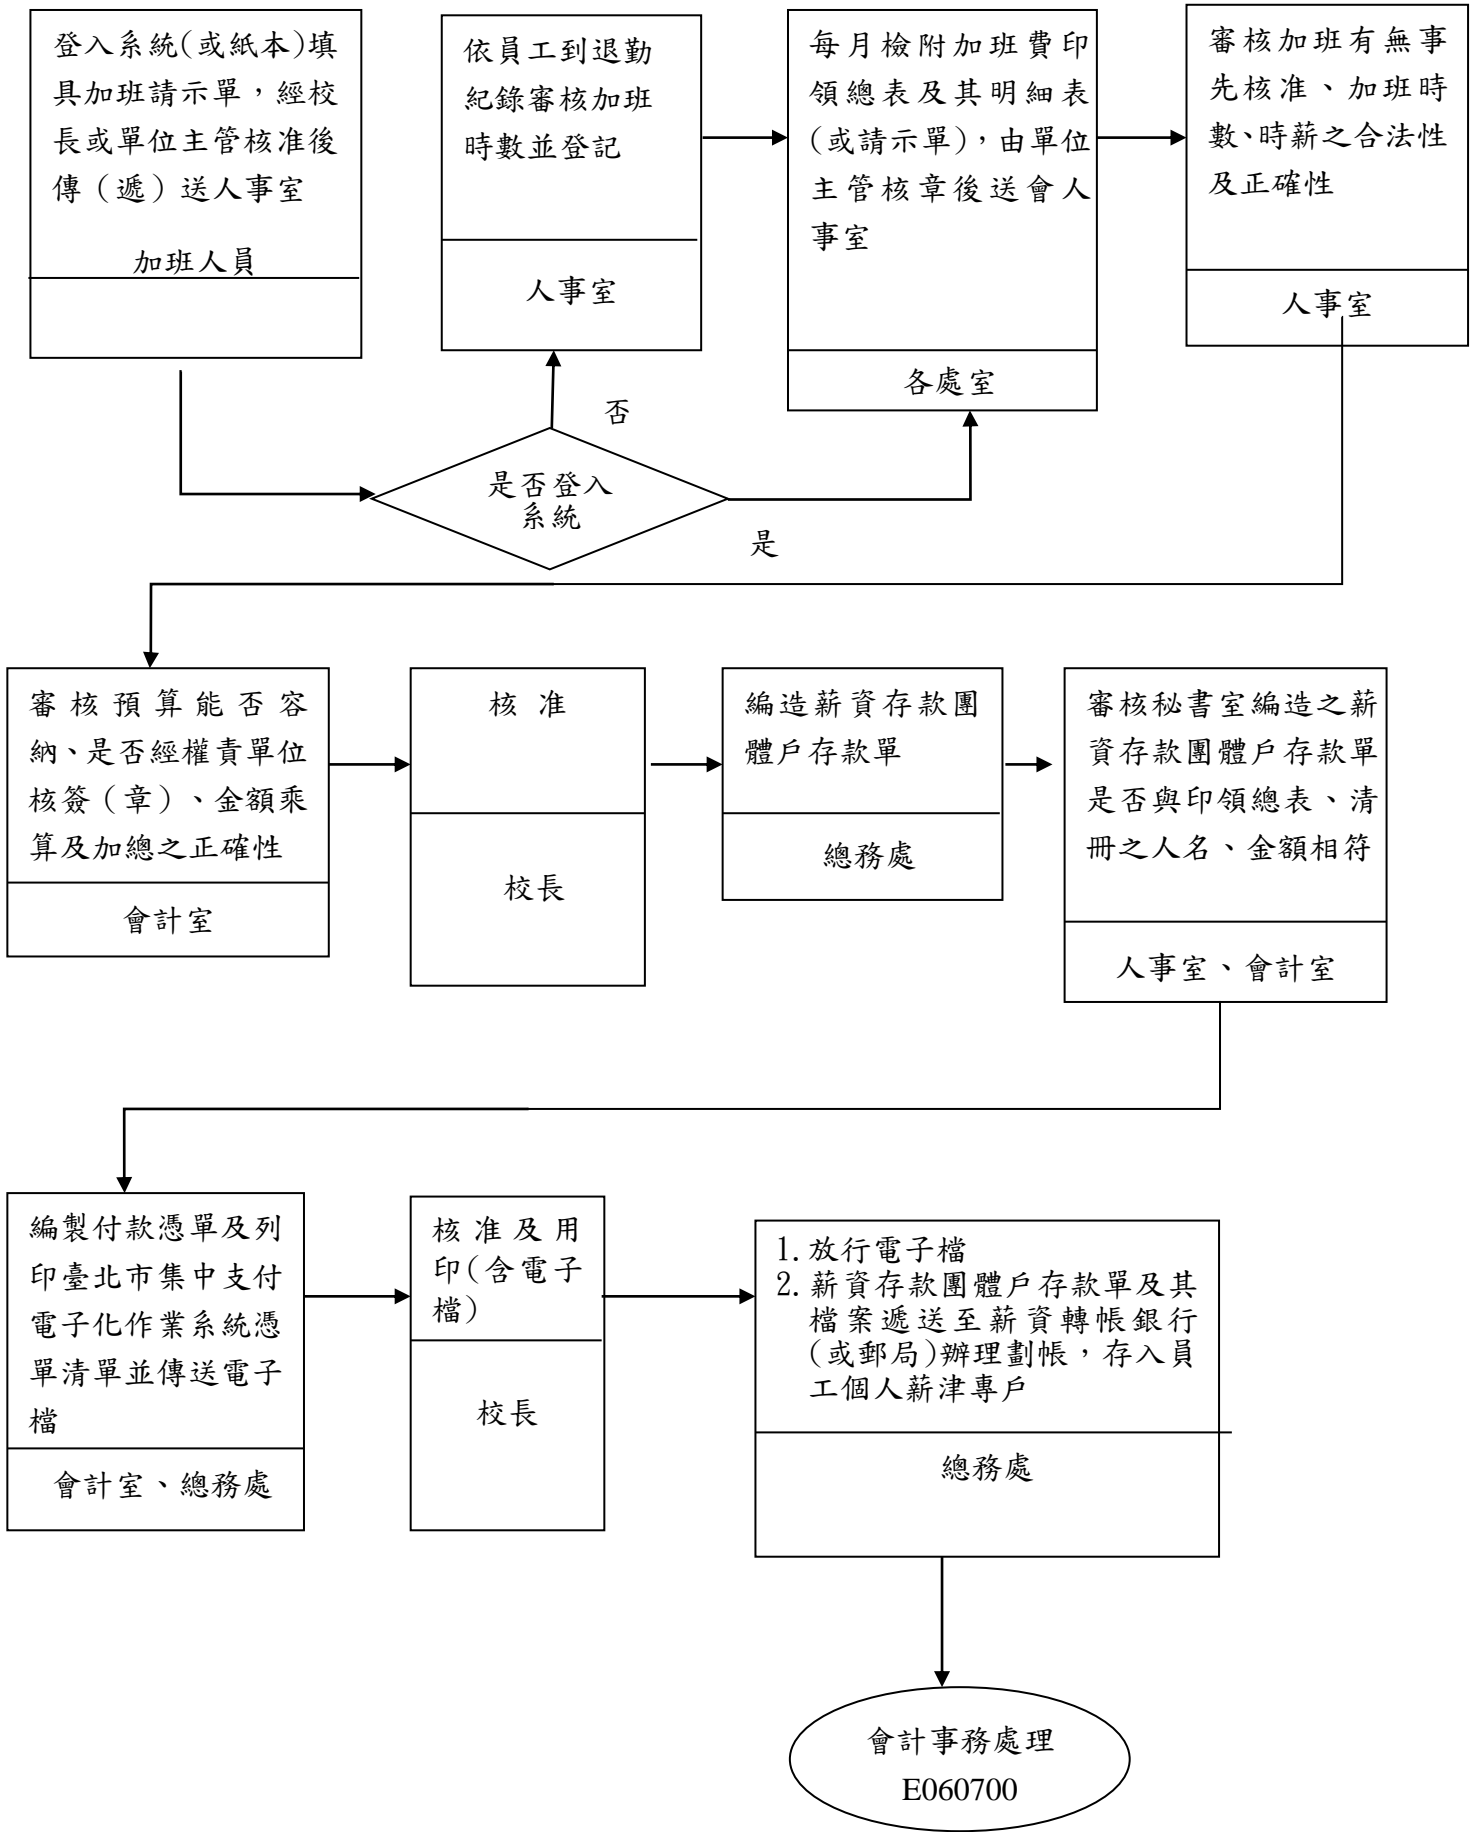 登入系統(或紙本)填
具加班請示單，經校
長或單位主管核准後
傳（遞）送人事室
加班人員
依員工到退勤
紀錄審核加班
時數並登記
人事室
每月檢附加班費印
領總表及其明細表
(或請示單)，由單位
主管核章後送會人
事室
各處室
審核加班有無事
先核准、加班時
數、時薪之合法性
及正確性
人事室
否
是否登入
系統
是
審核預算能否容
納、是否經權責單位
核簽（章）、金額乘
算及加總之正確性
會計室
核准
校長
編造薪資存款團
體戶存款單
總務處
審核秘書室編造之薪
資存款團體戶存款單
是否與印領總表、清
冊之人名、金額相符
人事室、會計室
編製付款憑單及列
印臺北市集中支付
電子化作業系統憑
單清單並傳送電子
檔
會計室、總務處
核准及用
印(含電子
檔)
校長
1. 放行電子檔
2. 薪資存款團體戶存款單及其
檔案遞送至薪資轉帳銀行
(或郵局)辦理劃帳，存入員
工個人薪津專戶
總務處
會計事務處理
E060700